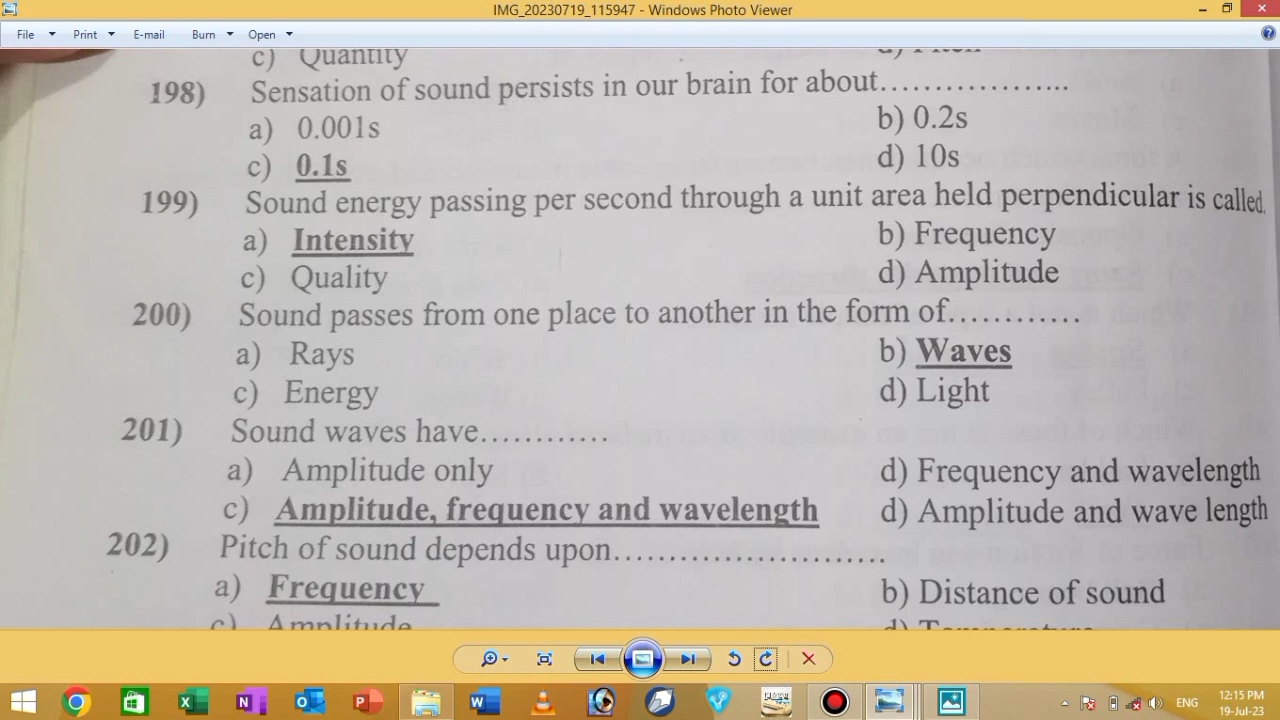 IMG_20230719_115947 - Windows Photo Viewer
File Print E-mail Burn Open
c) Quantity
198) Sensation of sound persists in our brain for about..................
a) 0.001s b) 0.2s
c) 0.1s d) 10s
199) Sound energy passing per second through a unit area held perpendicular is called.
a) Intensity b) Frequency
c) Quality d) Amplitude
200) Sound passes from one place to another in the form of.............
a) Rays b) Waves
c) Energy d) Light
201) Sound waves have............
a) Amplitude only d) Frequency and wavelength
c) Amplitude, frequency and wavelength d) Amplitude and wave length
202) Pitch of sound depends upon.........................
a) Frequency b) Distance of sound
c) Amplitude d) Temperature
ENG 12:15 PM
19-Jul-23